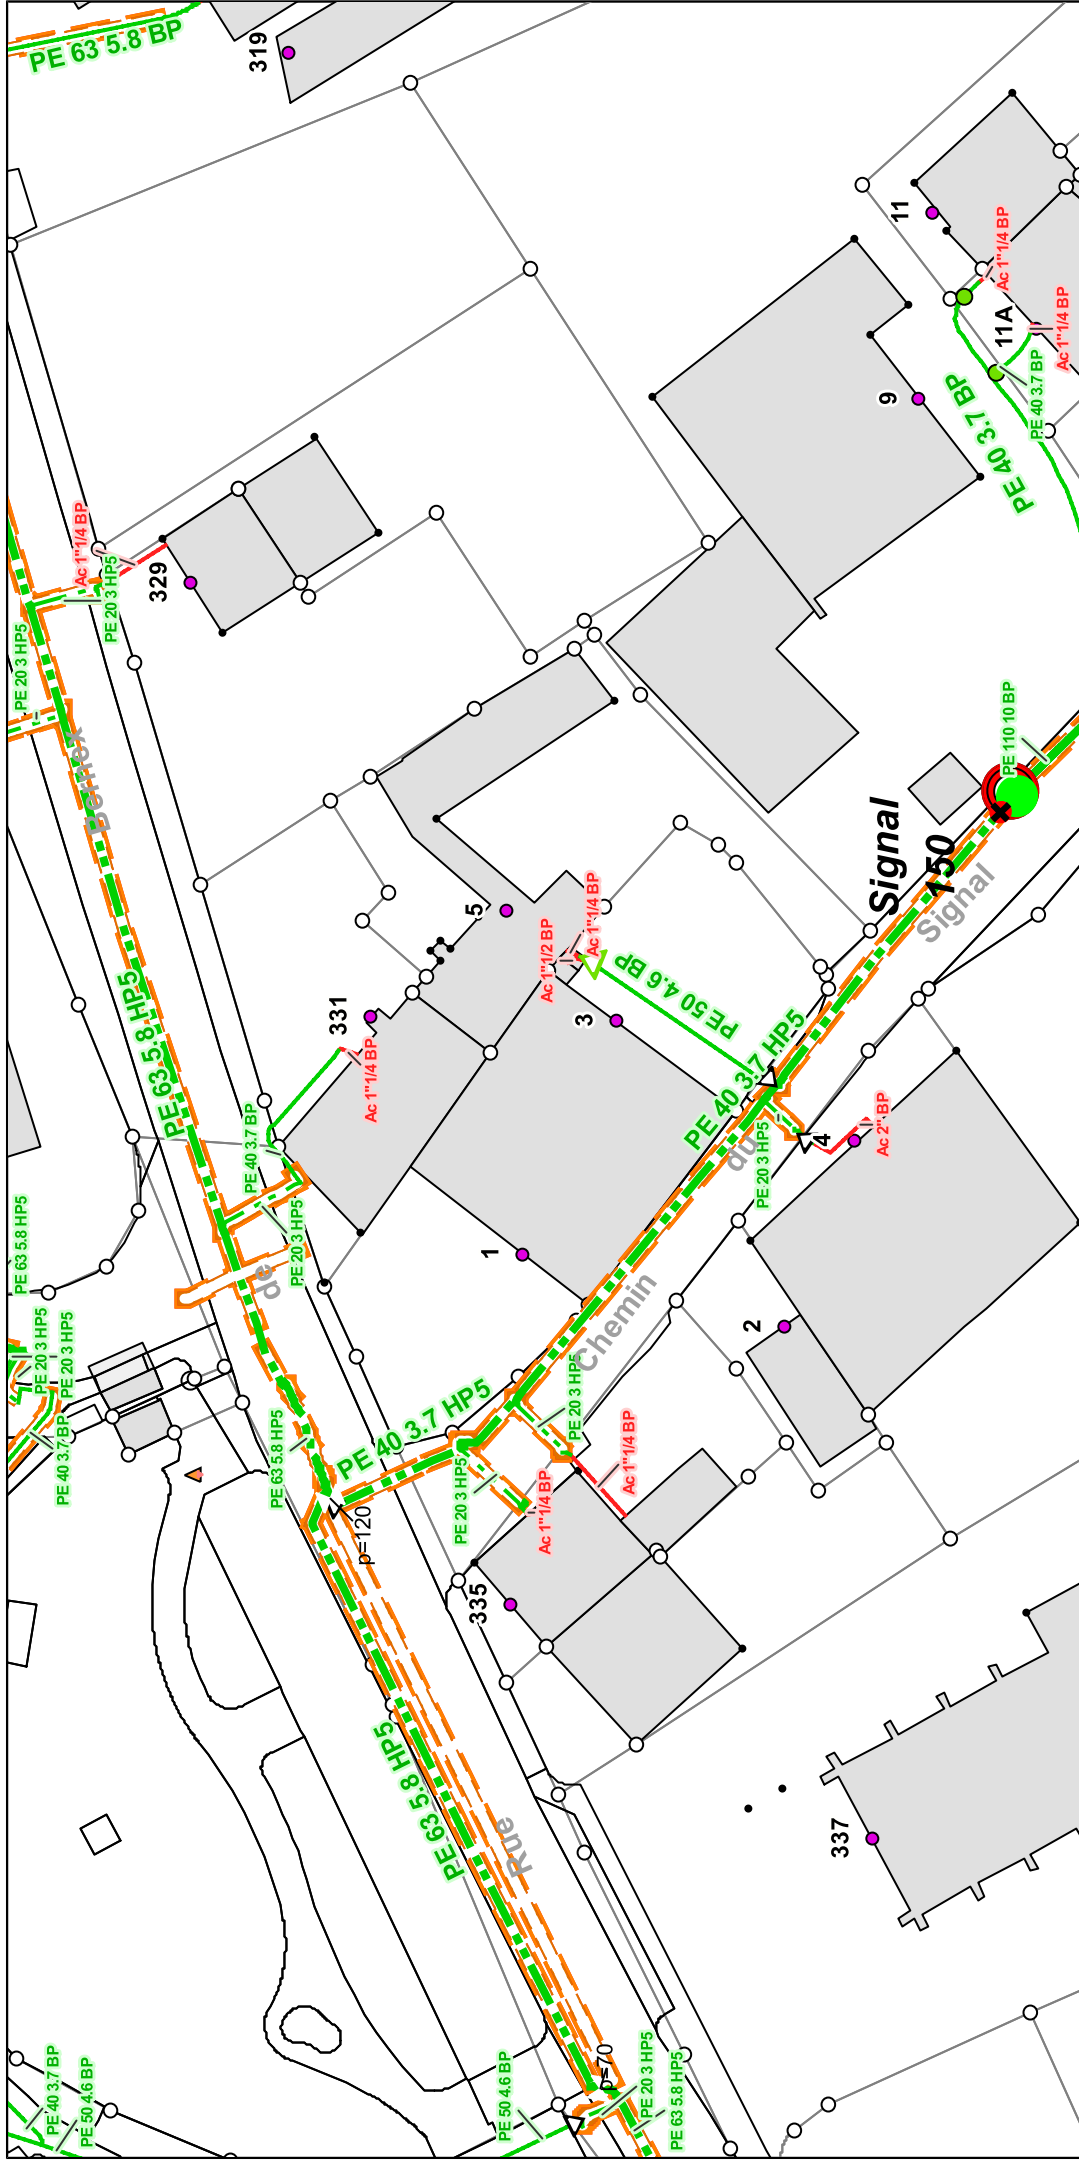 PE 63 5.8 BP
319
11
Ac 1"1/4 BP
11A
Ac 1"1/4 BP
PE 40 3.7 BP
PE 40 3.7 BP
9
Ac 1"1/4 BP
PE 20 3 HP5
329
PE 20 3 HP5
Bernex
PE 110 10 BP
Signal
150
Signal
5
Ac 1"1/4 BP
Ac 1"1/2 BP
PE 50 4.6 BP
3
331
Ac 1"1/4 BP
PE 63 5.8 HP5
PE 40 3.7 HP5
du
4
Ac 2" BP
PE 20 3 HP5
PE 40 3.7 BP
PE 20 3 HP5
de
1
2
Chemin
PE 63 5.8 HP5
PE 20 3 HP5
PE 20 3 HP5
PE 40 3.7 BP
PE 63 5.8 HP5
PE 40 3.7 HP5
PE 20 3 HP5
PE 20 3 HP5
Ac 1"1/4 BP
Ac 1"1/4 BP
p=120
335
337
PE 63 5.8 HP5
Rue
p=70
PE 20 3 HP5
PE 63 5.8 HP5
PE 50 4.6 BP
PE 40 3.7 BP
PE 50 4.6 BP